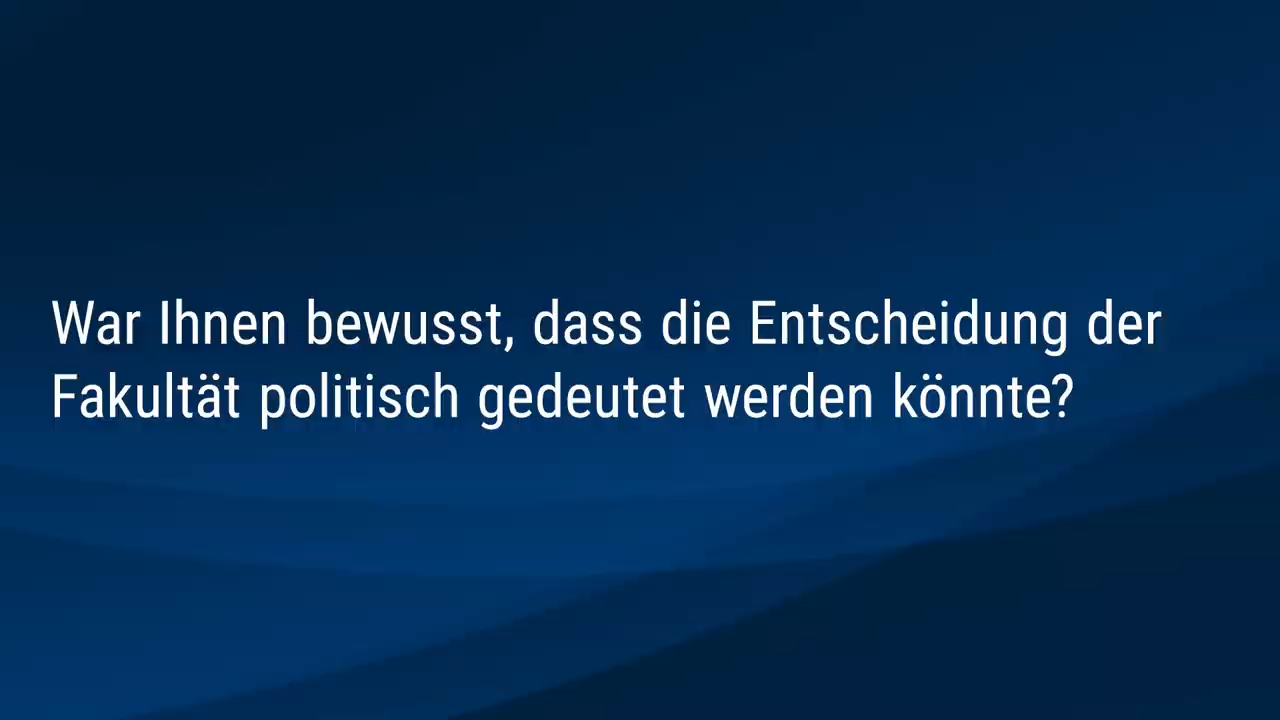 War Ihnen bewusst, dass die Entscheidung der
Fakultät politisch gedeutet werden könnte?